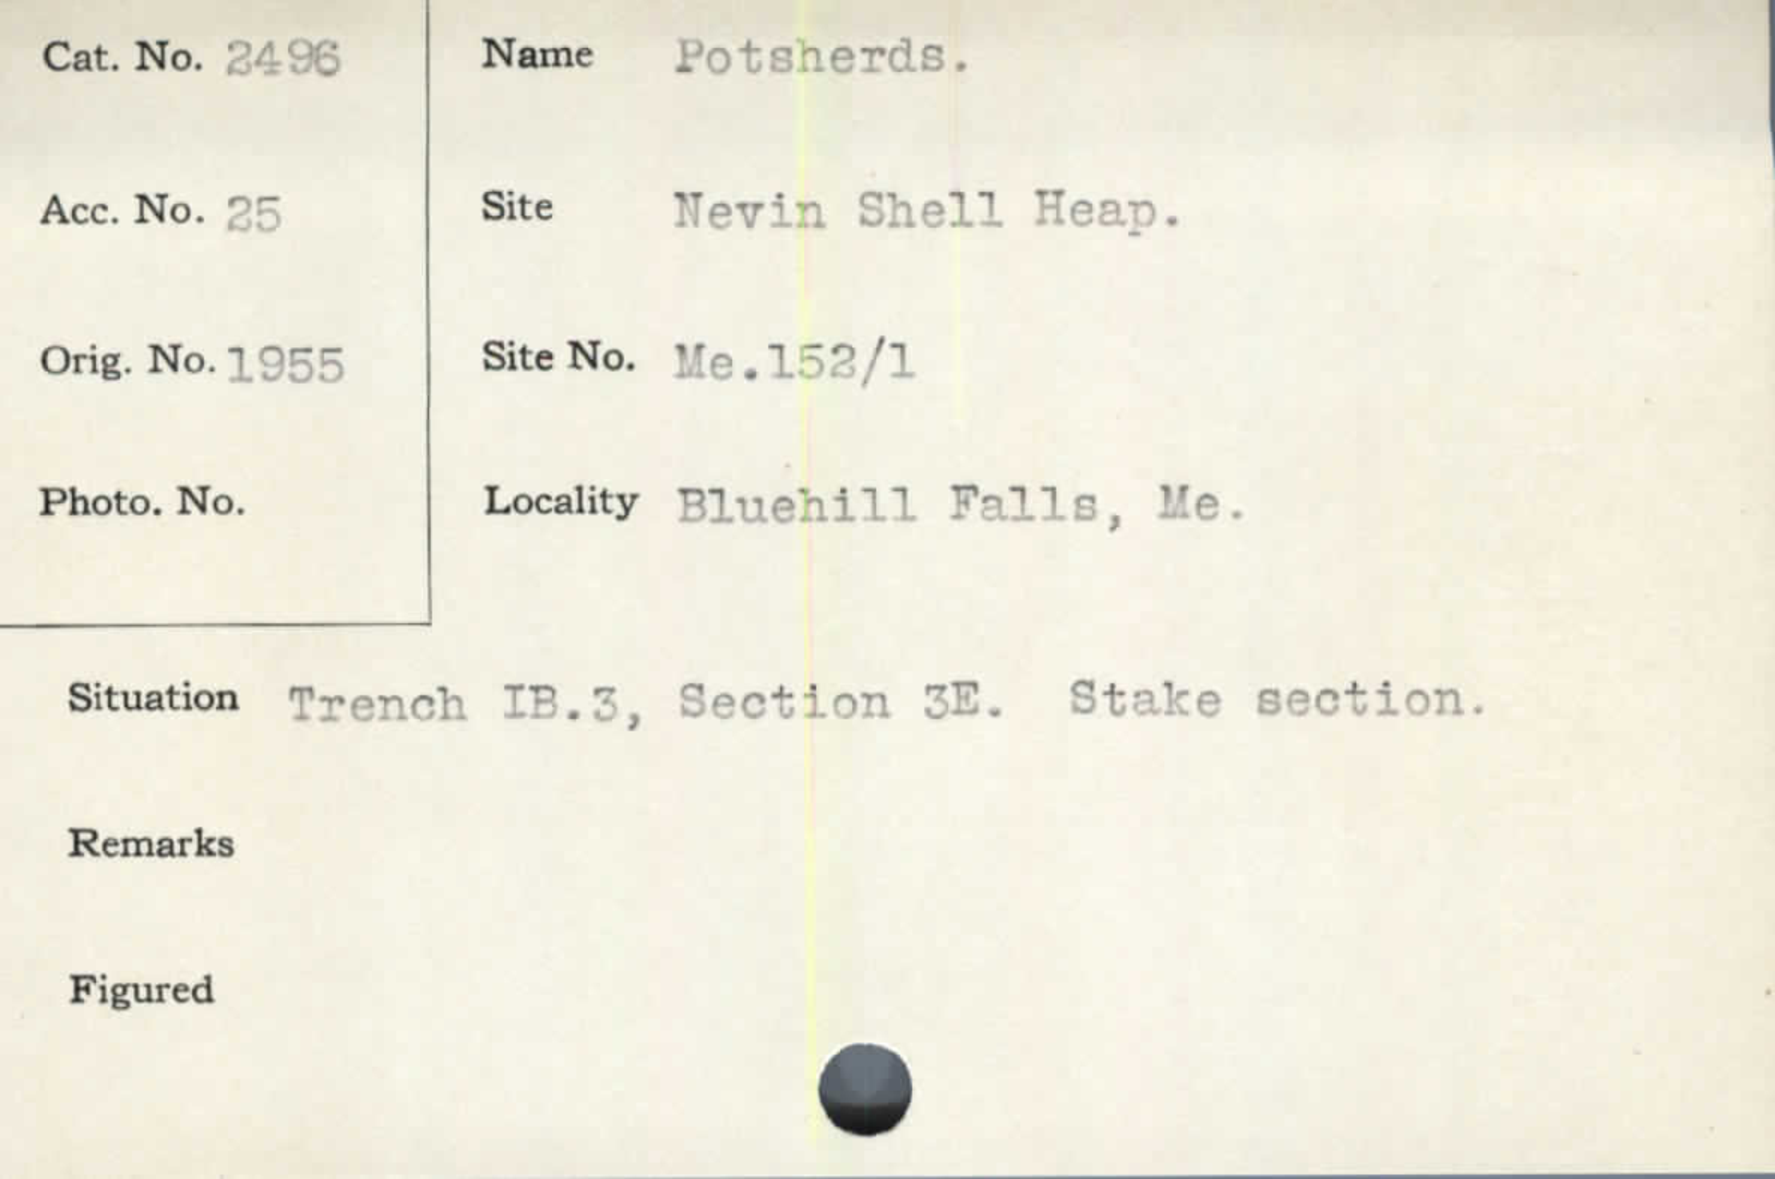 Cat. No. 2496 Name Potsherds.
Acc. No. 25 Site Nevin Shell Heap.
Orig. No. 1955 Site No. Me.152/1
Photo. No. Locality Bluehill Falls, Me.
Situation Trench IB.3, Section 3E. Stake section.
Remarks
Figured